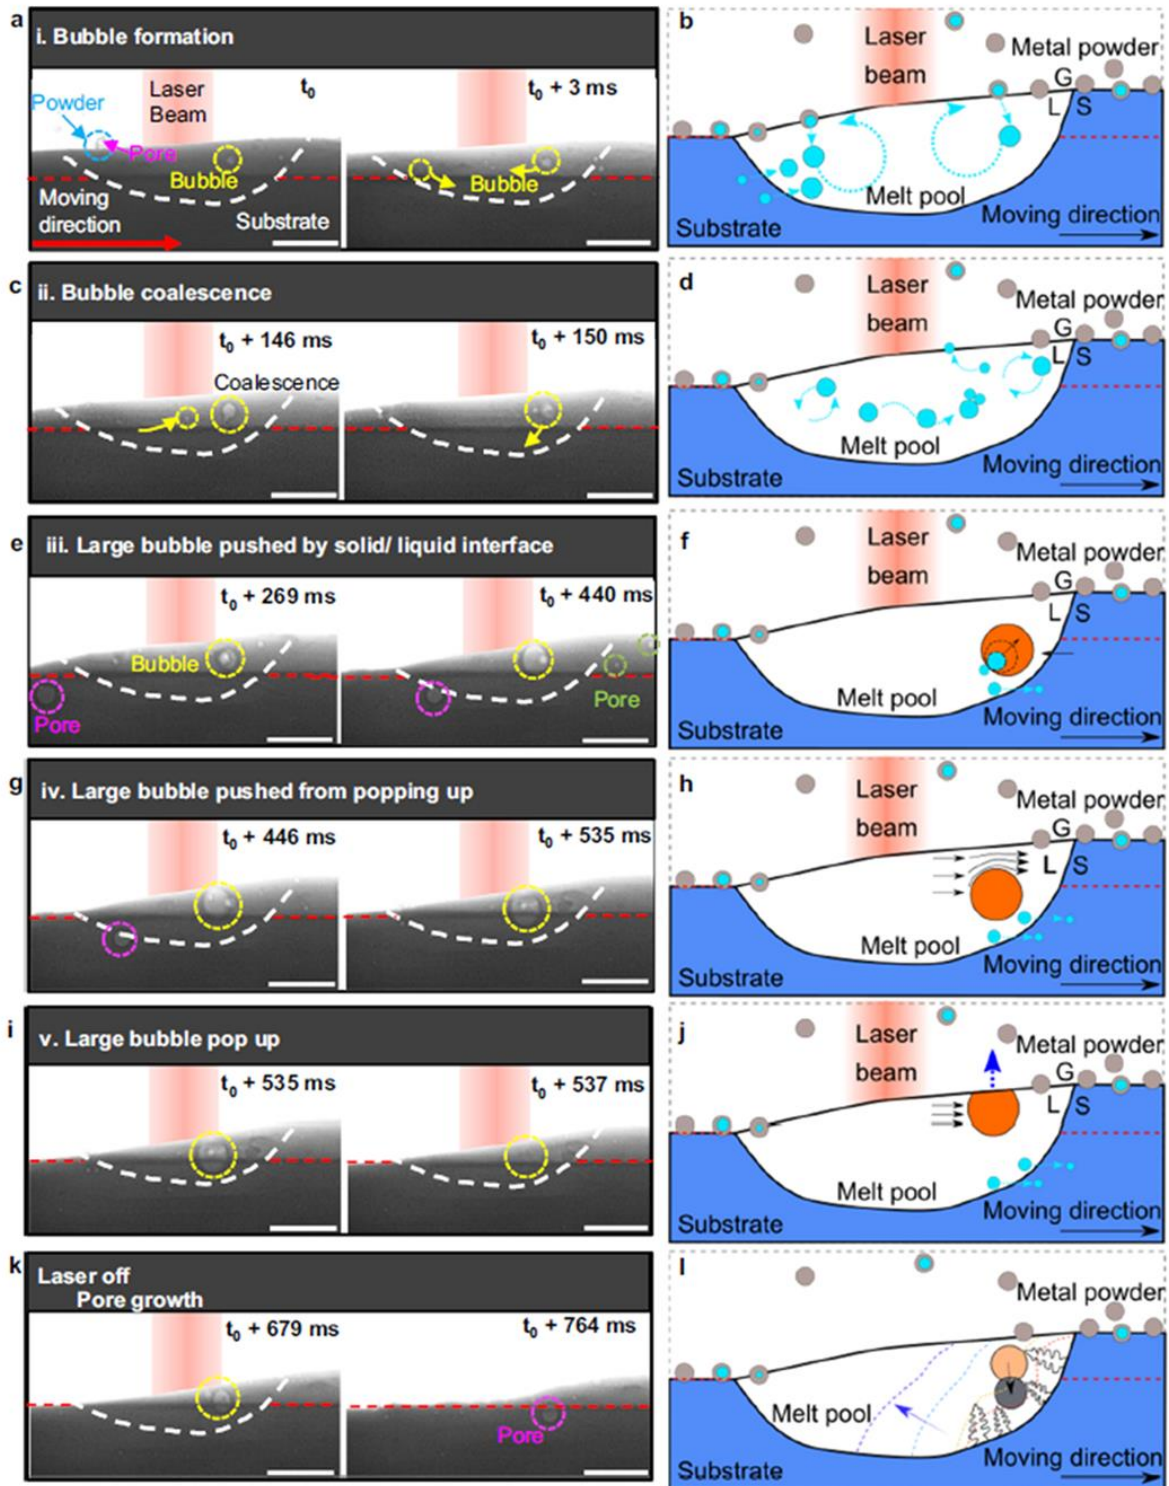 a
i. Bubble formation
Powder
Pore
Laser
Beam
t0
Bubble
Moving
direction
Substrate
t0 + 3 ms
Bubble
b
Laser
beam
Metal powder
G
L S
Melt pool
Substrate
Moving direction
c
ii. Bubble coalescence
t0 + 146 ms
Coalescence
t0 + 150 ms
d
Laser
beam
Metal powder
G
L S
Melt pool
Substrate
Moving direction
e
iii. Large bubble pushed by solid/ liquid interface
t0 + 269 ms
Bubble
Pore
t0 + 440 ms
Pore
f
Laser
beam
Metal powder
G
L S
Melt pool
Substrate
Moving direction
g
iv. Large bubble pushed from popping up
t0 + 446 ms
t0 + 535 ms
h
Laser
beam
Metal powder
G
L S
Melt pool
Substrate
Moving direction
i
v. Large bubble pop up
t0 + 535 ms
t0 + 537 ms
j
Laser
beam
Metal powder
G
L S
Melt pool
Substrate
Moving direction
k
Laser off
Pore growth
t0 + 679 ms
t0 + 764 ms
Pore
l
Metal powder
Melt pool
Substrate
Moving direction